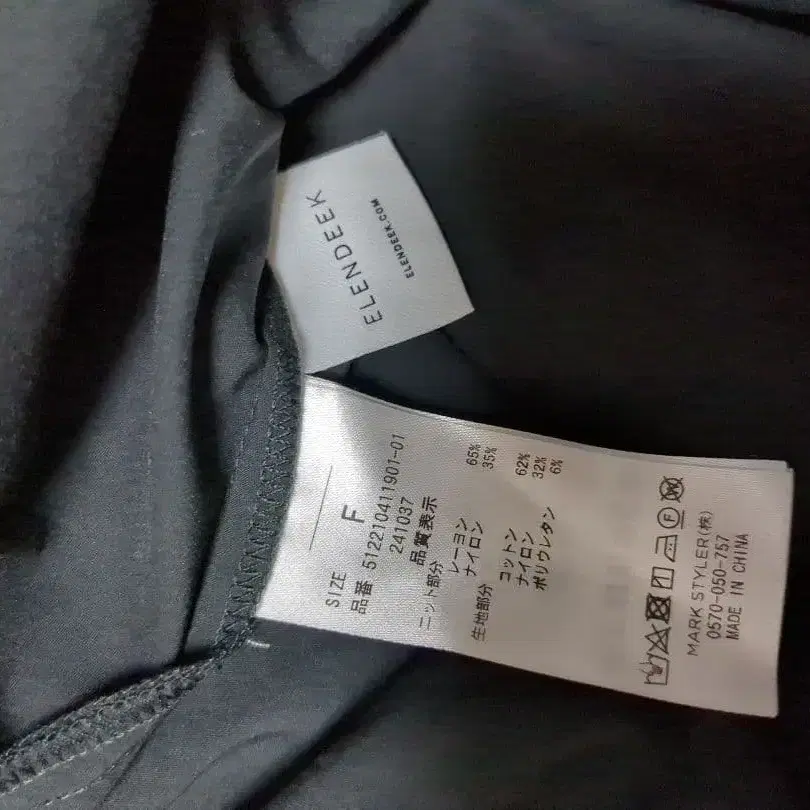 ELENDEEK
ELENDEEK.COM
SIZE
F
品番 512210411901-01
241037
品質表示
ニット部分
レーヨン 65%
ナイロン 35%
生地部分
コットン 62%
ナイロン 32%
ポリウレタン 6%
MARK STYLER(株)
0570-050-757
MADE IN CHINA